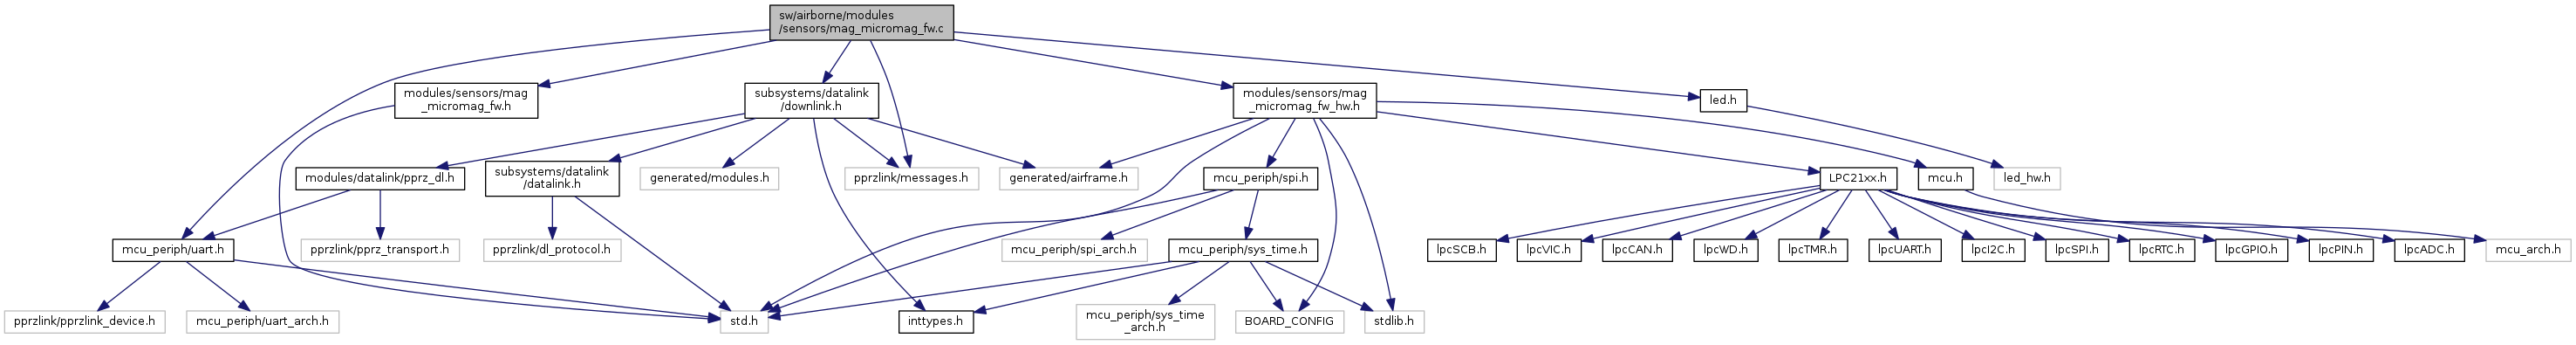 sw/airborne/modules
/sensors/mag_micromag_fw.c
modules/sensors/mag
_micromag_fw.h
subsystems/datalink
/downlink.h
modules/sensors/mag
_micromag_fw_hw.h
led.h
modules/datalink/pprz_dl.h
subsystems/datalink
/datalink.h
generated/modules.h
pprzlink/messages.h
generated/airframe.h
mcu_periph/spi.h
LPC21xx.h
mcu.h
led_hw.h
mcu_periph/uart.h
pprzlink/pprz_transport.h
pprzlink/dl_protocol.h
mcu_periph/spi_arch.h
mcu_periph/sys_time.h
lpcSCB.h
lpcVIC.h
lpcCAN.h
lpcWD.h
lpcTMR.h
lpcUART.h
lpcI2C.h
lpcSPI.h
lpcRTC.h
lpcGPIO.h
lpcPIN.h
lpcADC.h
mcu_arch.h
pprzlink/pprzlink_device.h
mcu_periph/uart_arch.h
std.h
inttypes.h
mcu_periph/sys_time
_arch.h
BOARD_CONFIG
stdlib.h